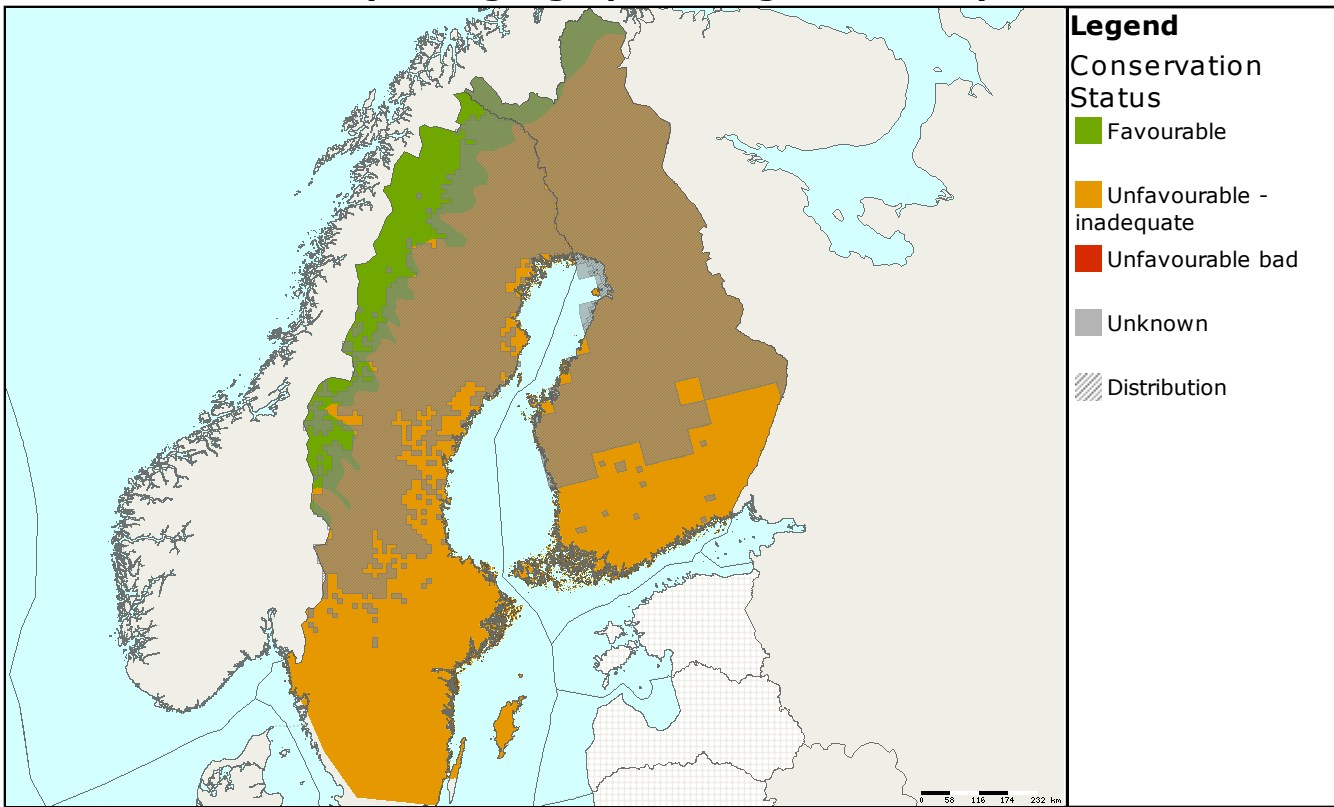 Legend
Conservation
Status
Favourable
Unfavourable -
inadequate
Unfavourable bad
Unknown
Distribution
0 58 116 174 232 km